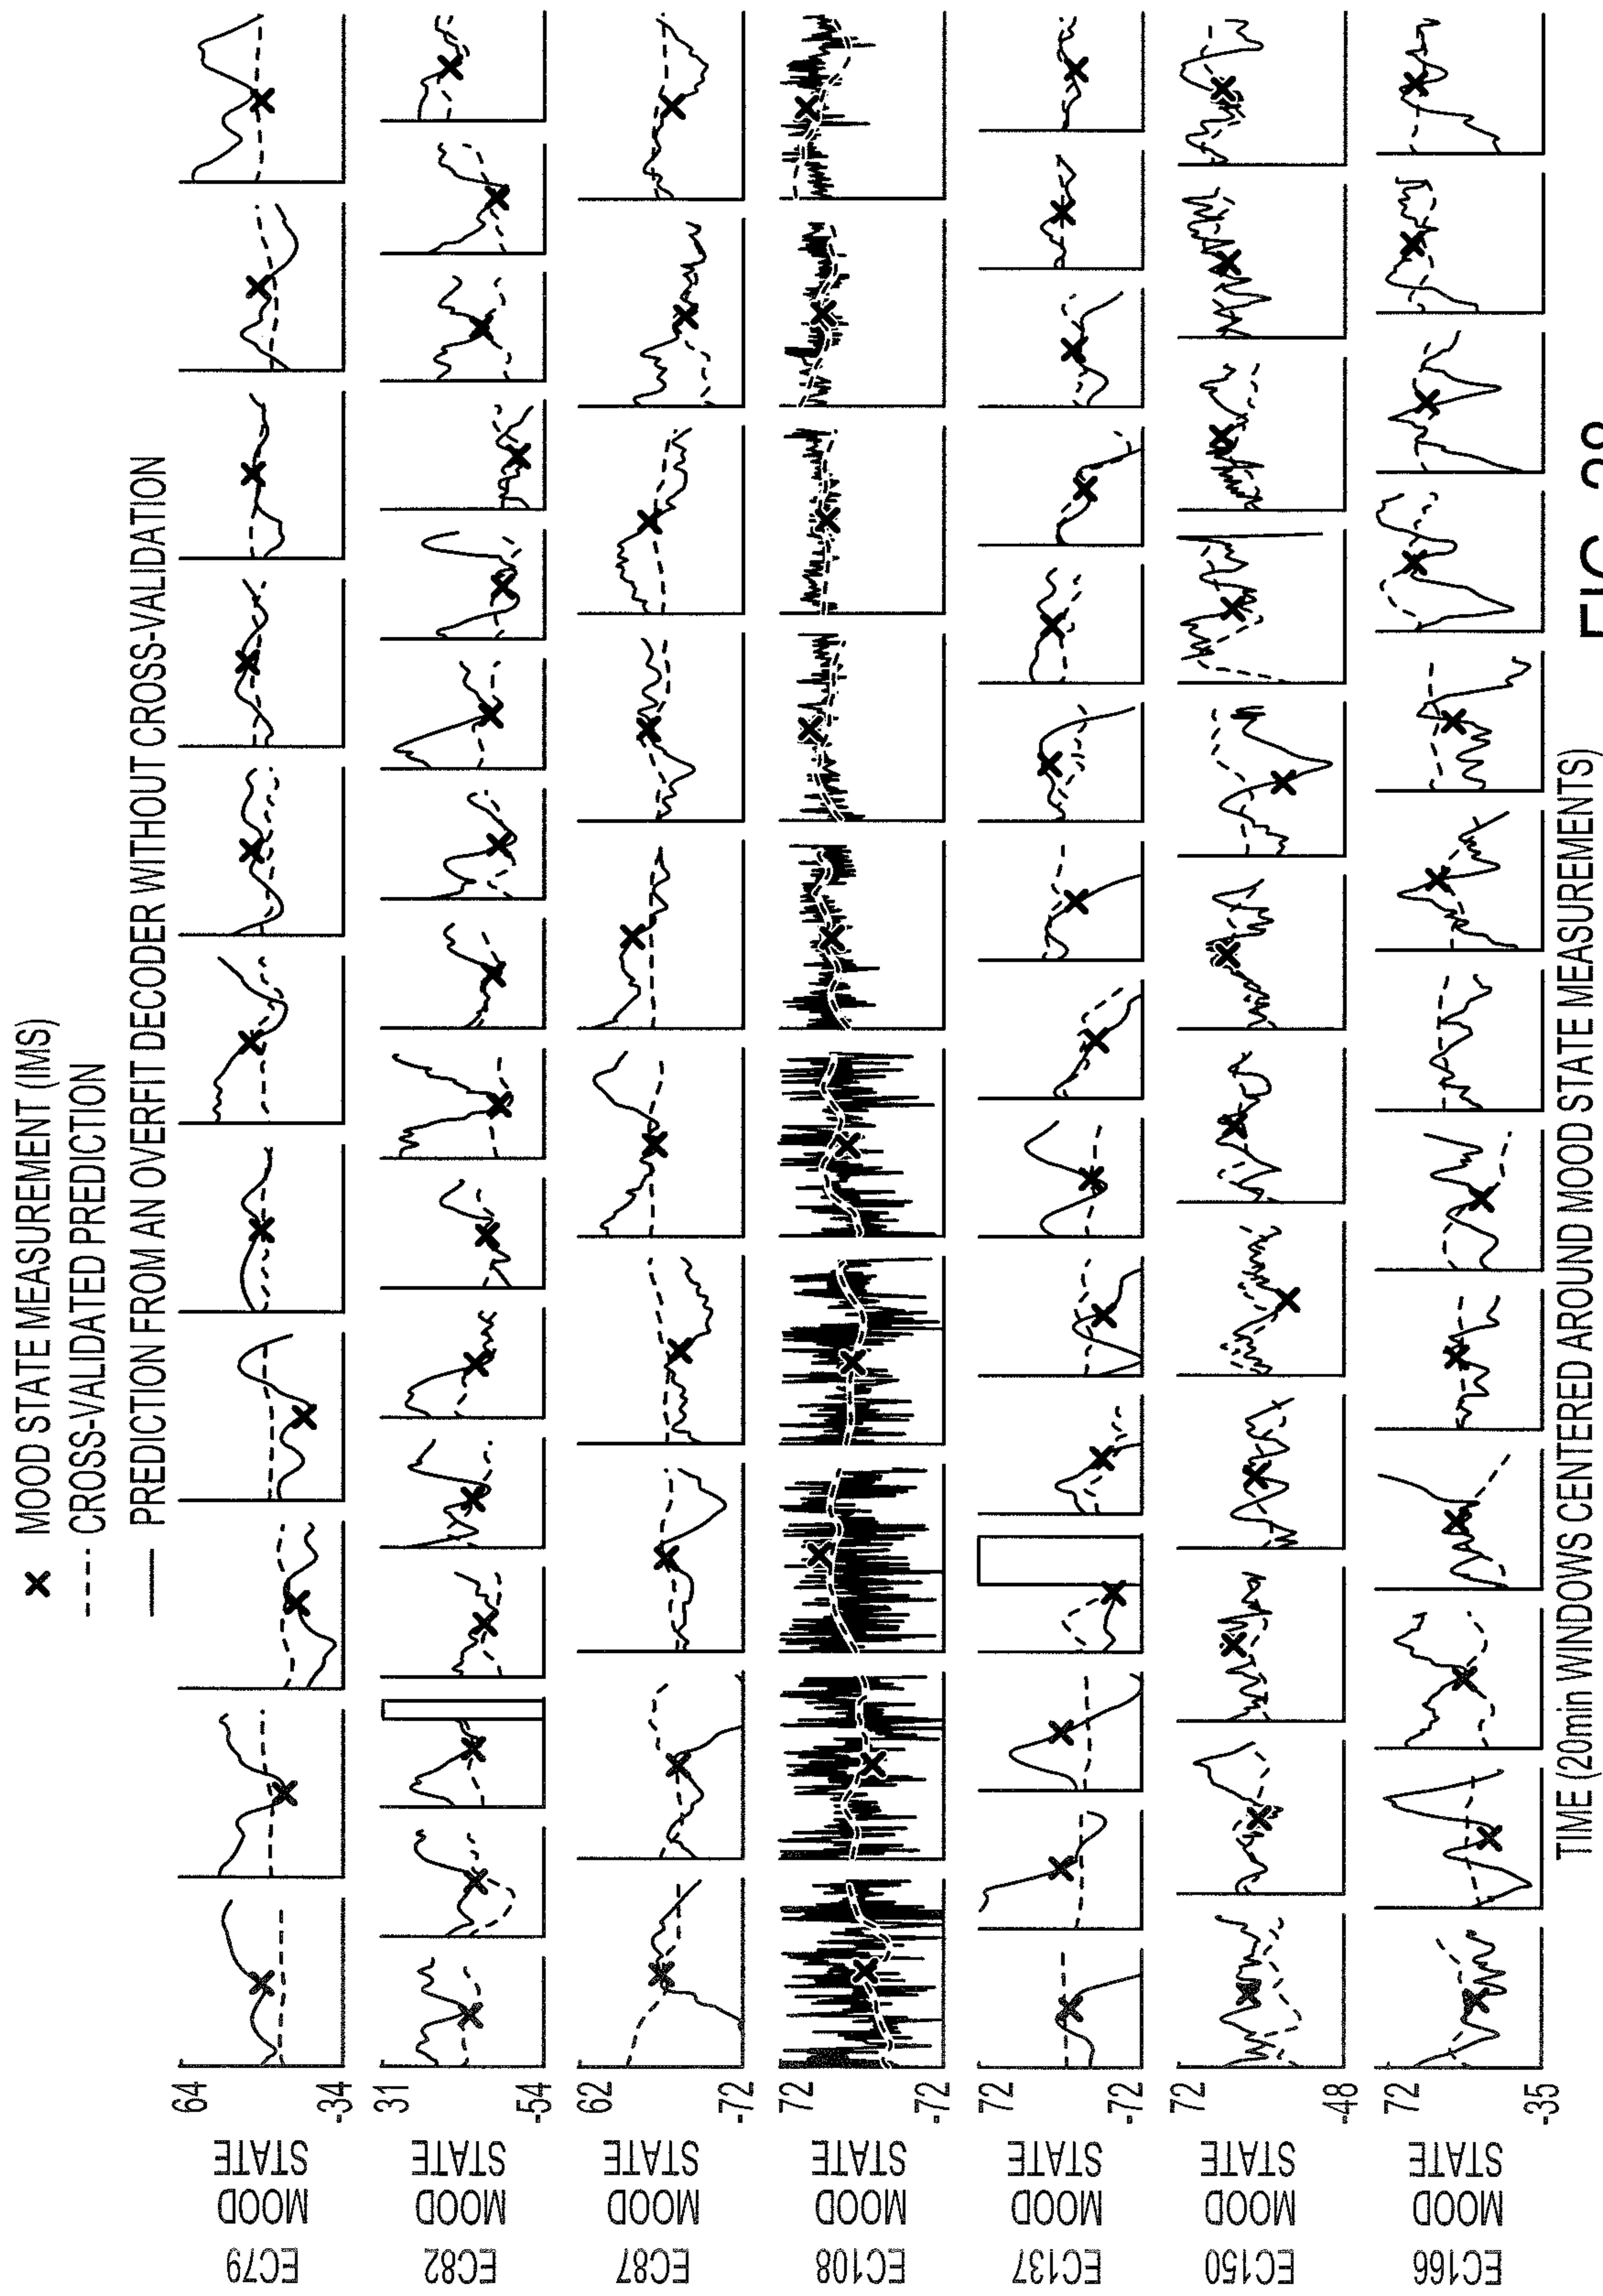 ✕ MOOD STATE MEASUREMENT (IMS)
--- CROSS-VALIDATED PREDICTION
— PREDICTION FROM AN OVERFIT DECODER WITHOUT CROSS-VALIDATION
EC79
MOOD
STATE
64
-34
EC82
MOOD
STATE
31
-54
EC87
MOOD
STATE
62
-72
EC108
MOOD
STATE
72
-72
EC137
MOOD
STATE
72
-72
EC150
MOOD
STATE
72
-48
EC166
MOOD
STATE
72
-35
TIME (20min WINDOWS CENTERED AROUND MOOD STATE MEASUREMENTS)